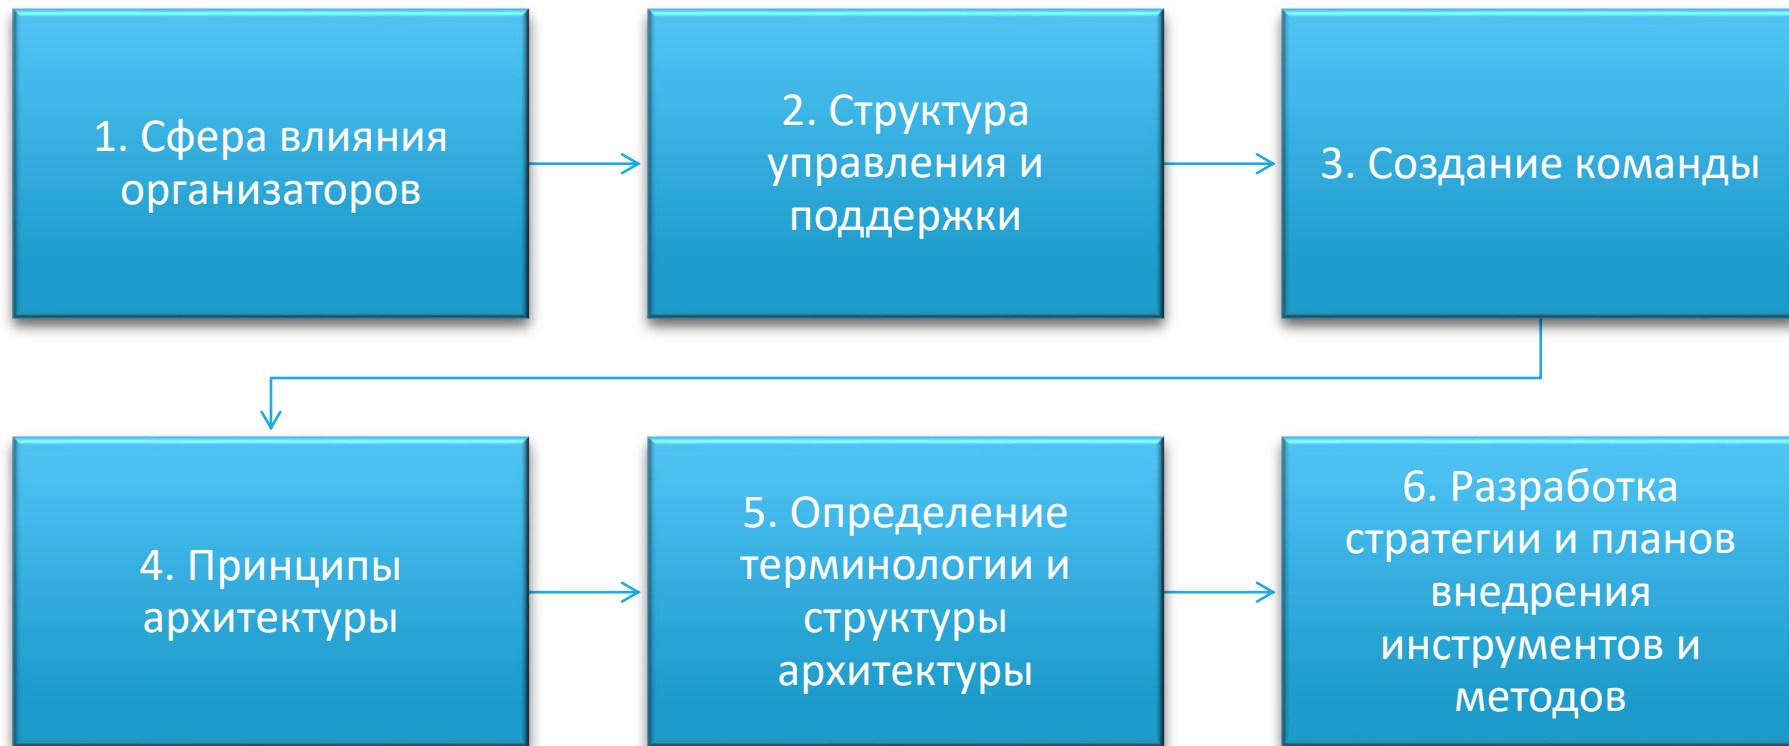 1. Сфера влияния
организаторов
2. Структура
управления и
поддержки
3. Создание команды
4. Принципы
архитектуры
5. Определение
терминологии и
структуры
архитектуры
6. Разработка
стратегии и планов
внедрения
инструментов и
методов